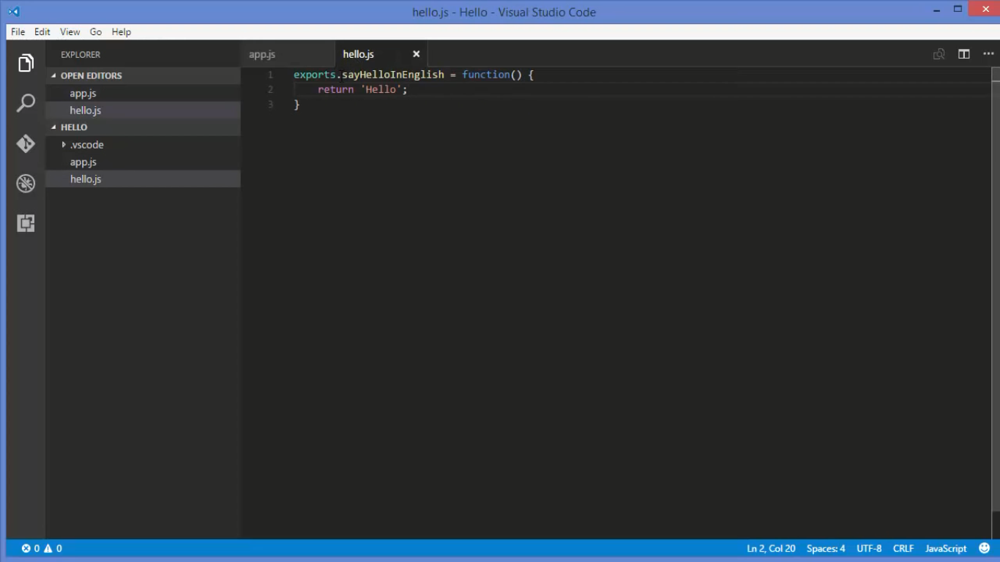 hello.js - Hello - Visual Studio Code
File Edit View Go Help
EXPLORER
OPEN EDITORS
app.js
hello.js
HELLO
.vscode
app.js
hello.js
app.js hello.js
1 exports.sayHelloInEnglish = function() {
2 return 'Hello';
3 }
0 0 Ln 2, Col 20 Spaces: 4 UTF-8 CRLF JavaScript